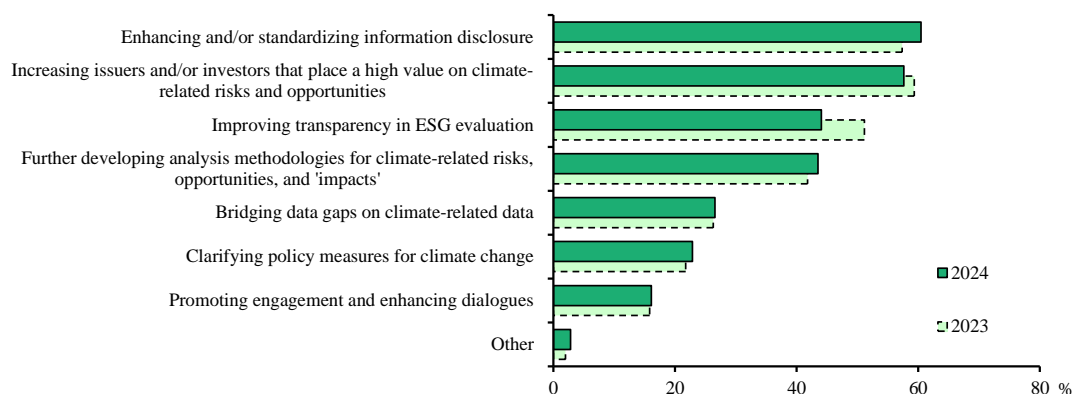 Enhancing and/or standardizing information disclosure
Increasing issuers and/or investors that place a high value on climate-
related risks and opportunities
Improving transparency in ESG evaluation
Further developing analysis methodologies for climate-related risks,
opportunities, and 'impacts'
Bridging data gaps on climate-related data
Clarifying policy measures for climate change
Promoting engagement and enhancing dialogues
Other
2024
2023
0 20 40 60 80 %